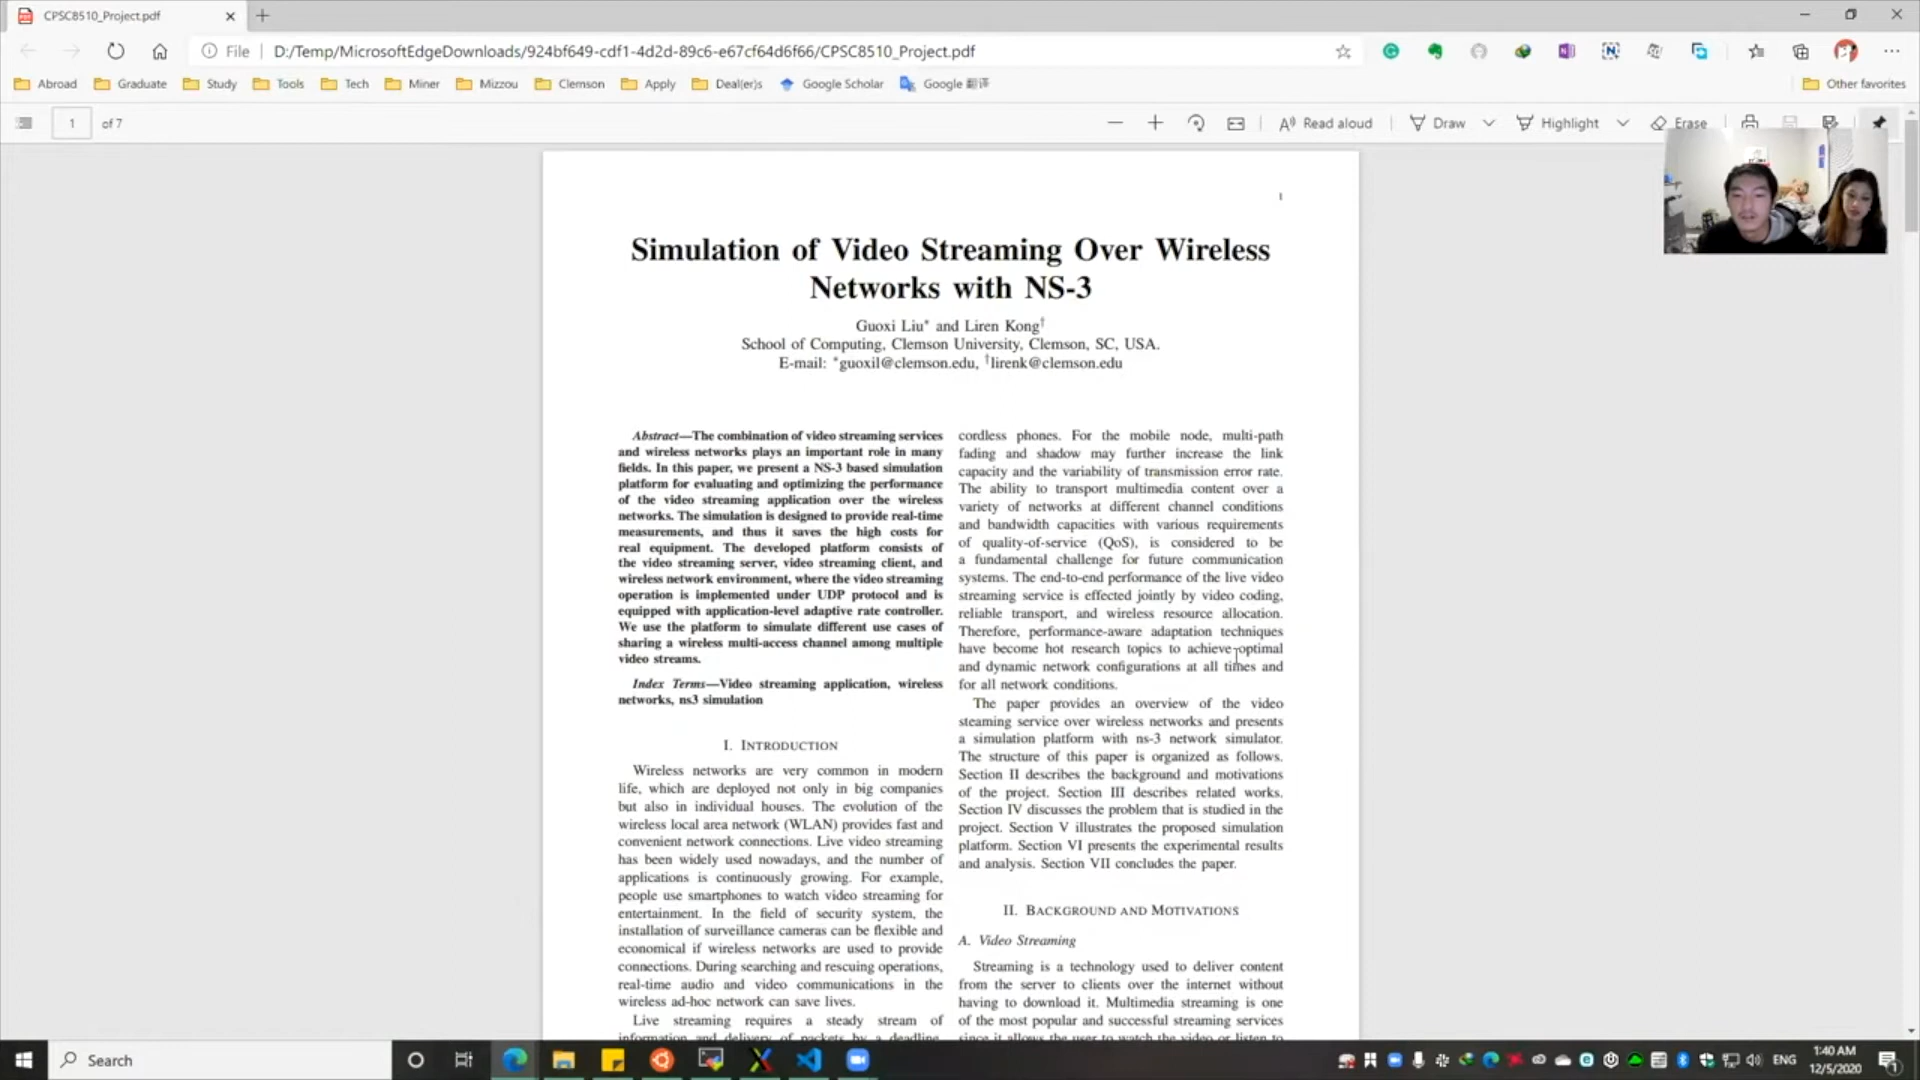 CPSC8510_Project.pdf
File
D:/Temp/MicrosoftEdgeDownloads/924bf649-cdf1-4d2d-89c6-e67cf64d6f66/CPSC8510_Project.pdf
Abroad Graduate Study Tools Tech Miner Mizzou Clemson Apply Deal(er)s Google Scholar Google 翻译 Other favorites
1 of 7 Read aloud Draw Highlight Erase
1
Simulation of Video Streaming Over Wireless
Networks with NS-3
Guoxi Liu* and Liren Kong†
School of Computing, Clemson University, Clemson, SC, USA.
E-mail: *guoxil@clemson.edu, †lirenk@clemson.edu
Abstract—The combination of video streaming services
and wireless networks plays an important role in many
fields. In this paper, we present a NS-3 based simulation
platform for evaluating and optimizing the performance
of the video streaming application over the wireless
networks. The simulation is designed to provide real-time
measurements, and thus it saves the high costs for
real equipment. The developed platform consists of
the video streaming server, video streaming client, and
wireless network environment, where the video streaming
operation is implemented under UDP protocol and is
equipped with application-level adaptive rate controller.
We use the platform to simulate different use cases of
sharing a wireless multi-access channel among multiple
video streams.
Index Terms—Video streaming application, wireless
networks, ns3 simulation
I. INTRODUCTION
Wireless networks are very common in modern
life, which are deployed not only in big companies
but also in individual houses. The evolution of the
wireless local area network (WLAN) provides fast and
convenient network connections. Live video streaming
has been widely used nowadays, and the number of
applications is continuously growing. For example,
people use smartphones to watch video streaming for
entertainment. In the field of security system, the
installation of surveillance cameras can be flexible and
economical if wireless networks are used to provide
connections. During searching and rescuing operations,
real-time audio and video communications in the
wireless ad-hoc network can save lives.
Live streaming requires a steady stream of
information and delivery of packets by a deadline
cordless phones. For the mobile node, multi-path
fading and shadow may further increase the link
capacity and the variability of transmission error rate.
The ability to transport multimedia content over a
variety of networks at different channel conditions
and bandwidth capacities with various requirements
of quality-of-service (QoS), is considered to be
a fundamental challenge for future communication
systems. The end-to-end performance of the live video
streaming service is effected jointly by video coding,
reliable transport, and wireless resource allocation.
Therefore, performance-aware adaptation techniques
have become hot research topics to achieve optimal
and dynamic network configurations at all times and
for all network conditions.
The paper provides an overview of the video
steaming service over wireless networks and presents
a simulation platform with ns-3 network simulator.
The structure of this paper is organized as follows.
Section II describes the background and motivations
of the project. Section III describes related works.
Section IV discusses the problem that is studied in the
project. Section V illustrates the proposed simulation
platform. Section VI presents the experimental results
and analysis. Section VII concludes the paper.
II. BACKGROUND AND MOTIVATIONS
A. Video Streaming
Streaming is a technology used to deliver content
from the server to clients over the internet without
having to download it. Multimedia streaming is one
of the most popular and successful streaming services
since it allows the user to watch the video or listen to
Search
ENG
1:40 AM
12/5/2020